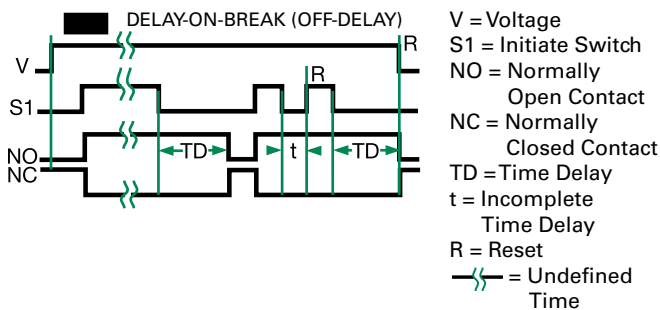 DELAY-ON-BREAK (OFF-DELAY)
V
R
S1
R
NO
NC
TD
t
TD
V = Voltage
S1 = Initiate Switch
NO = Normally
Open Contact
NC = Normally
Closed Contact
TD = Time Delay
t = Incomplete
Time Delay
R = Reset
= Undefined
Time